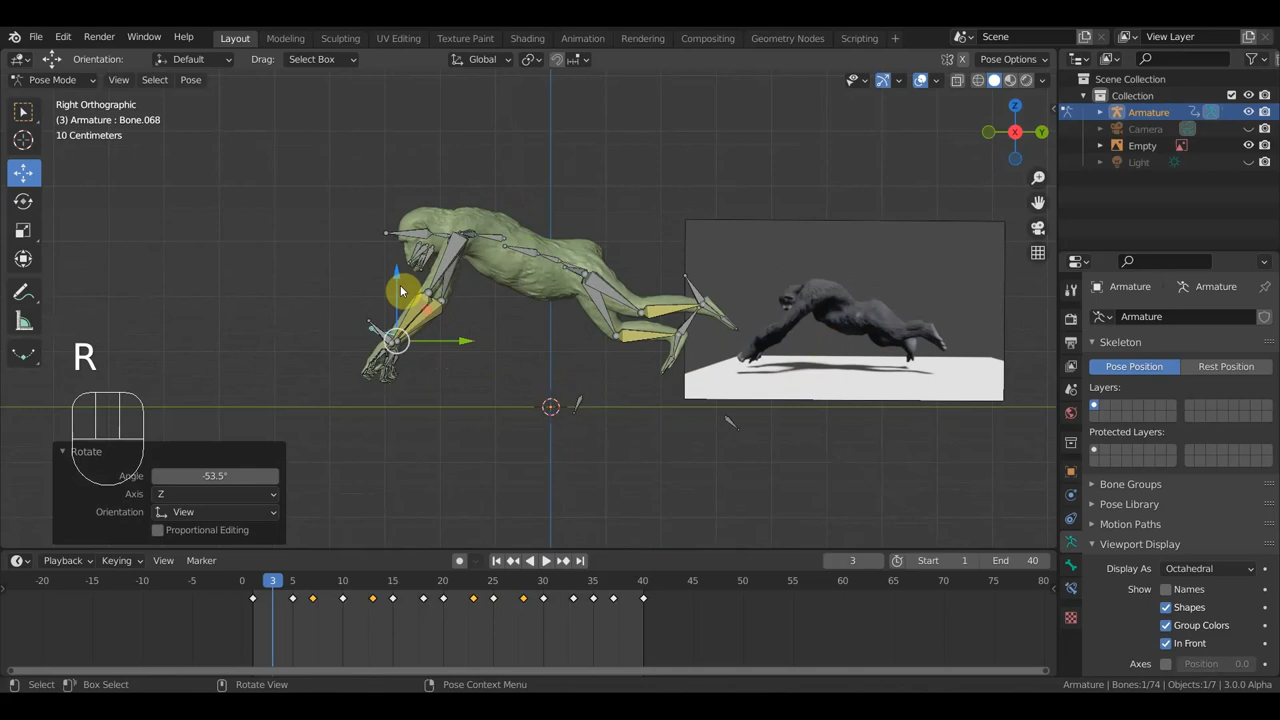 File Edit Render Window Help Layout Modeling Sculpting UV Editing Texture Paint Shading Animation Rendering Compositing Geometry Nodes Scripting + Scene View Layer
Orientation: Default Drag: Select Box Global X Pose Options
Pose Mode View Select Pose
Right Orthographic
(3) Armature : Bone.068
10 Centimeters
Z
Y
X
R
Rotate
Angle -53.5°
Axis Z
Orientation View
Proportional Editing
Scene Collection
Collection
Armature
Camera
Empty
Light
Armature Armature
Armature
Skeleton
Pose Position Rest Position
Layers:
Protected Layers:
Bone Groups
Pose Library
Motion Paths
Viewport Display
Display As Octahedral
Show Names
Shapes
Group Colors
In Front
Axes Position 0.0
Playback Keying View Marker 3 Start 1 End 40
-20 -15 -10 -5 0 3 10 15 20 25 30 35 40 45 50 55 60 65 70 75 80
Select Box Select Rotate View Pose Context Menu Armature | Bones:1/74 | Objects:1/7 | 3.0.0 Alpha